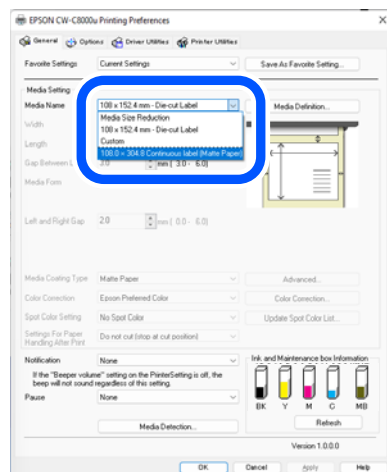 EPSON CW-C8000u Printing Preferences
General Options Driver Utilities Printer Utilities
Favorite Settings Current Settings Save As Favorite Setting...
Media Setting
Media Name 108 x 152.4 mm - Die-cut Label Media Definition...
Media Size Reduction
Width 108 x 152.4 mm - Die-cut Label
Length Custom
108.0 × 304.8 Continuous label (Matte Paper)
Gap Between L 3.0 mm ( 3.0 - 6.0)
Media Form
Left and Right Gap 2.0 mm ( 0.0 - 6.0)
Media Coating Type Matte Paper Advanced...
Color Correction Epson Preferred Color Color Correction...
Spot Color Setting No Spot Color Update Spot Color List...
Settings For Paper
Handling After Print Do not cut (stop at cut position)
Notification None Ink and Maintenance box Information
If the "Beeper volume" setting on the PrinterSetting is off, the
beep will not sound regardless of this setting.
Pause None BK Y M C MB
Media Detection... Refresh
Version 1.0.0.0
OK Cancel Apply Help